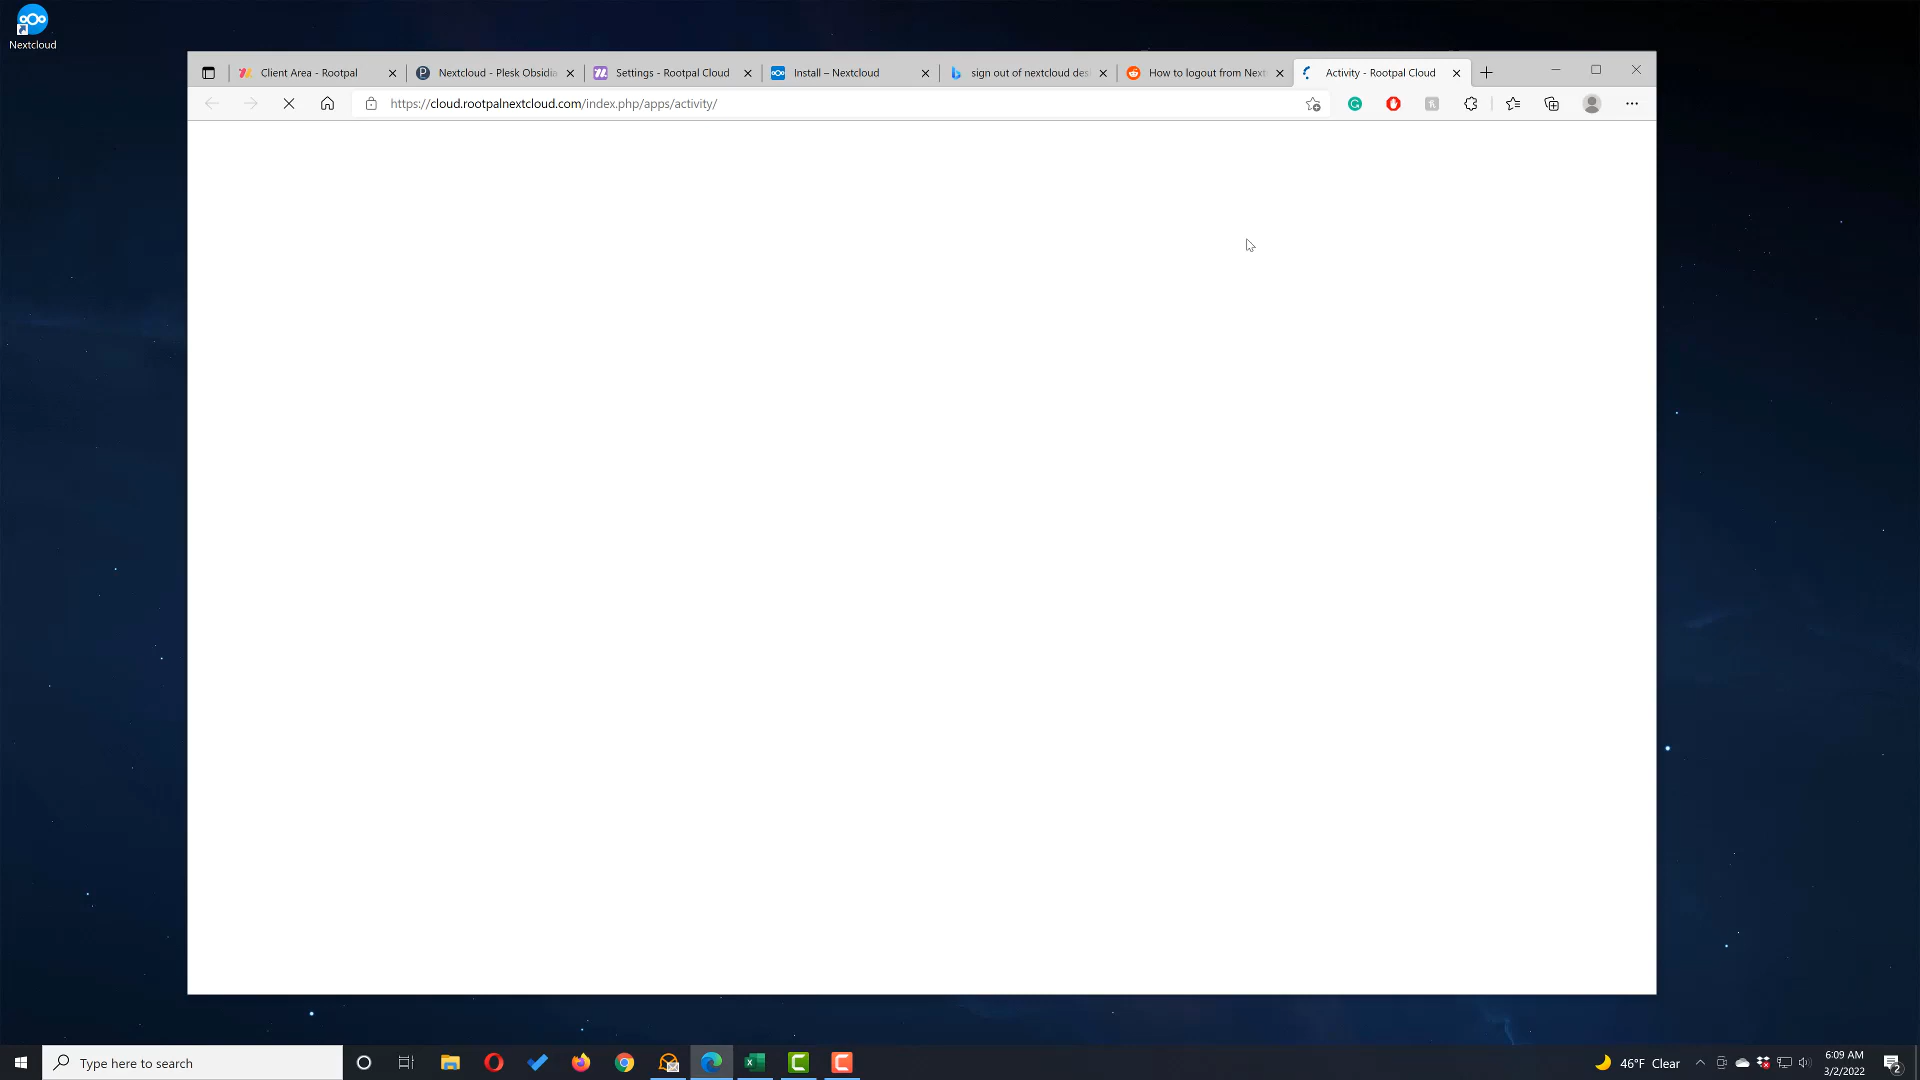 Nextcloud
Client Area - Rootpal
Nextcloud - Plesk Obsidia
Settings - Rootpal Cloud
Install – Nextcloud
sign out of nextcloud des
How to logout from Next
Activity - Rootpal Cloud
https://cloud.rootpalnextcloud.com/index.php/apps/activity/
Type here to search
46°F Clear
6:09 AM
3/2/2022
2